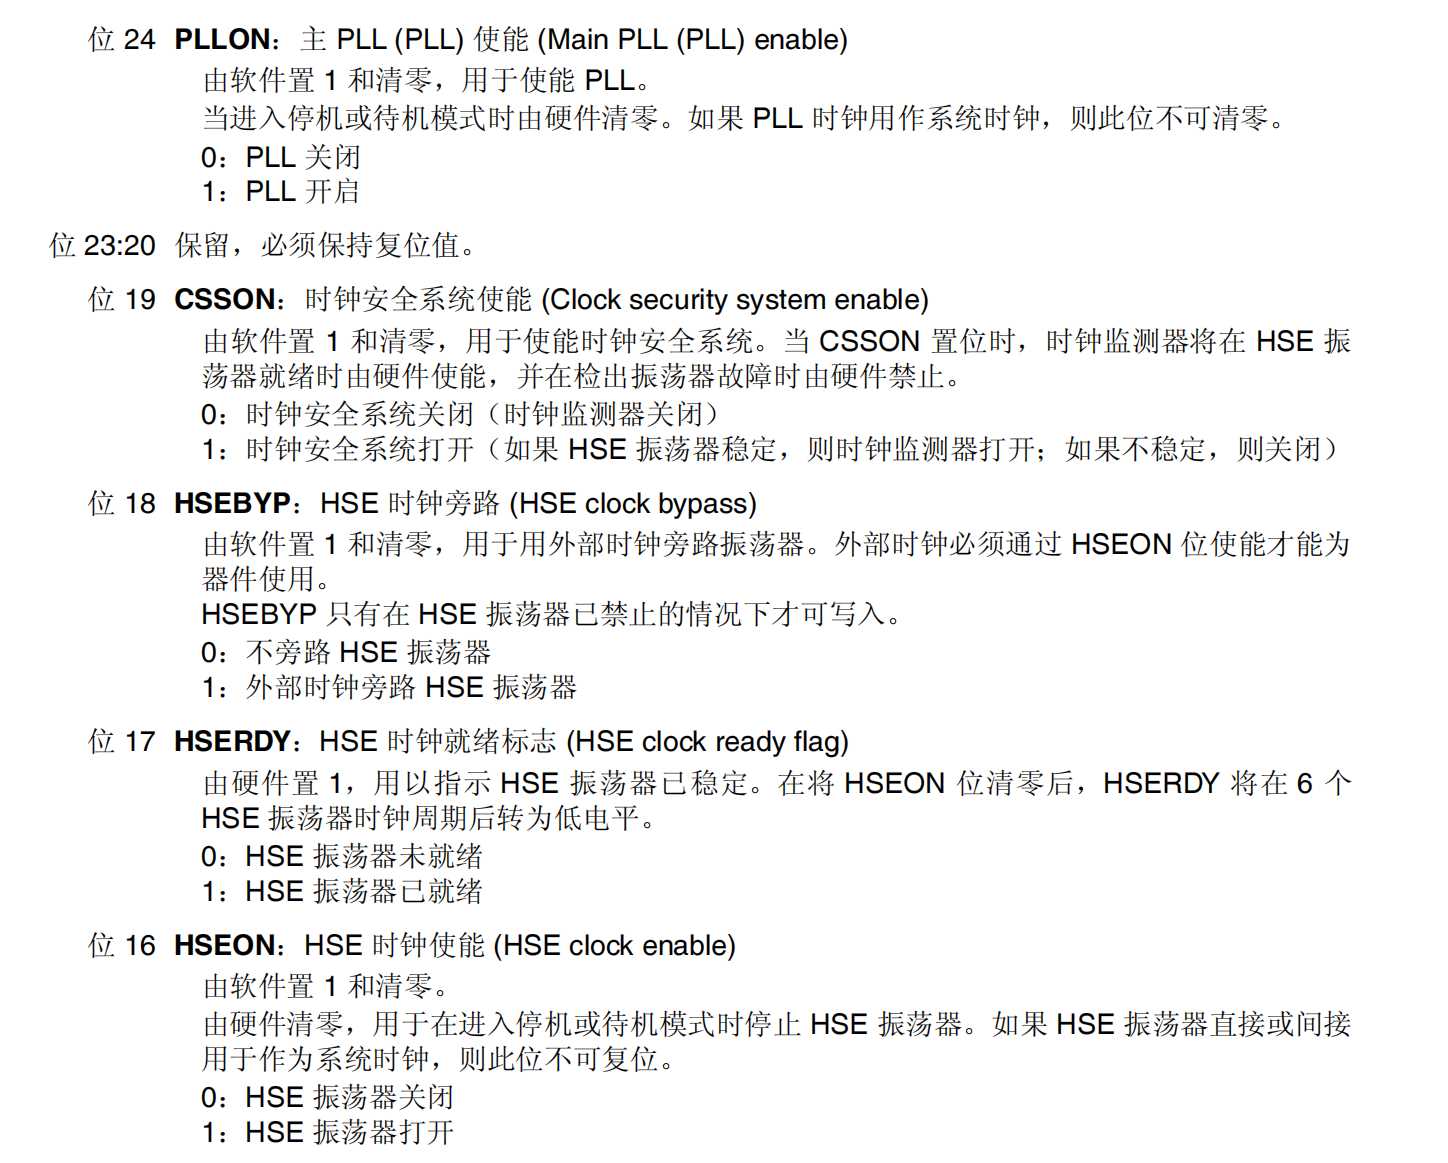 位 24 PLLON：主 PLL (PLL) 使能 (Main PLL (PLL) enable)
由软件置 1 和清零，用于使能 PLL。
当进入停机或待机模式时由硬件清零。如果 PLL 时钟用作系统时钟，则此位不可清零。
0：PLL 关闭
1：PLL 开启
位 23:20 保留，必须保持复位值。
位 19 CSSON：时钟安全系统使能 (Clock security system enable)
由软件置 1 和清零，用于使能时钟安全系统。当 CSSON 置位时，时钟监测器将在 HSE 振
荡器就绪时由硬件使能，并在检出振荡器故障时由硬件禁止。
0：时钟安全系统关闭（时钟监测器关闭）
1：时钟安全系统打开（如果 HSE 振荡器稳定，则时钟监测器打开；如果不稳定，则关闭）
位 18 HSEBYP：HSE 时钟旁路 (HSE clock bypass)
由软件置 1 和清零，用于用外部时钟旁路振荡器。外部时钟必须通过 HSEON 位使能才能为
器件使用。
HSEBYP 只有在 HSE 振荡器已禁止的情况下才可写入。
0：不旁路 HSE 振荡器
1：外部时钟旁路 HSE 振荡器
位 17 HSERDY：HSE 时钟就绪标志 (HSE clock ready flag)
由硬件置 1，用以指示 HSE 振荡器已稳定。在将 HSEON 位清零后，HSERDY 将在 6 个
HSE 振荡器时钟周期后转为低电平。
0：HSE 振荡器未就绪
1：HSE 振荡器已就绪
位 16 HSEON：HSE 时钟使能 (HSE clock enable)
由软件置 1 和清零。
由硬件清零，用于在进入停机或待机模式时停止 HSE 振荡器。如果 HSE 振荡器直接或间接
用于作为系统时钟，则此位不可复位。
0：HSE 振荡器关闭
1：HSE 振荡器打开